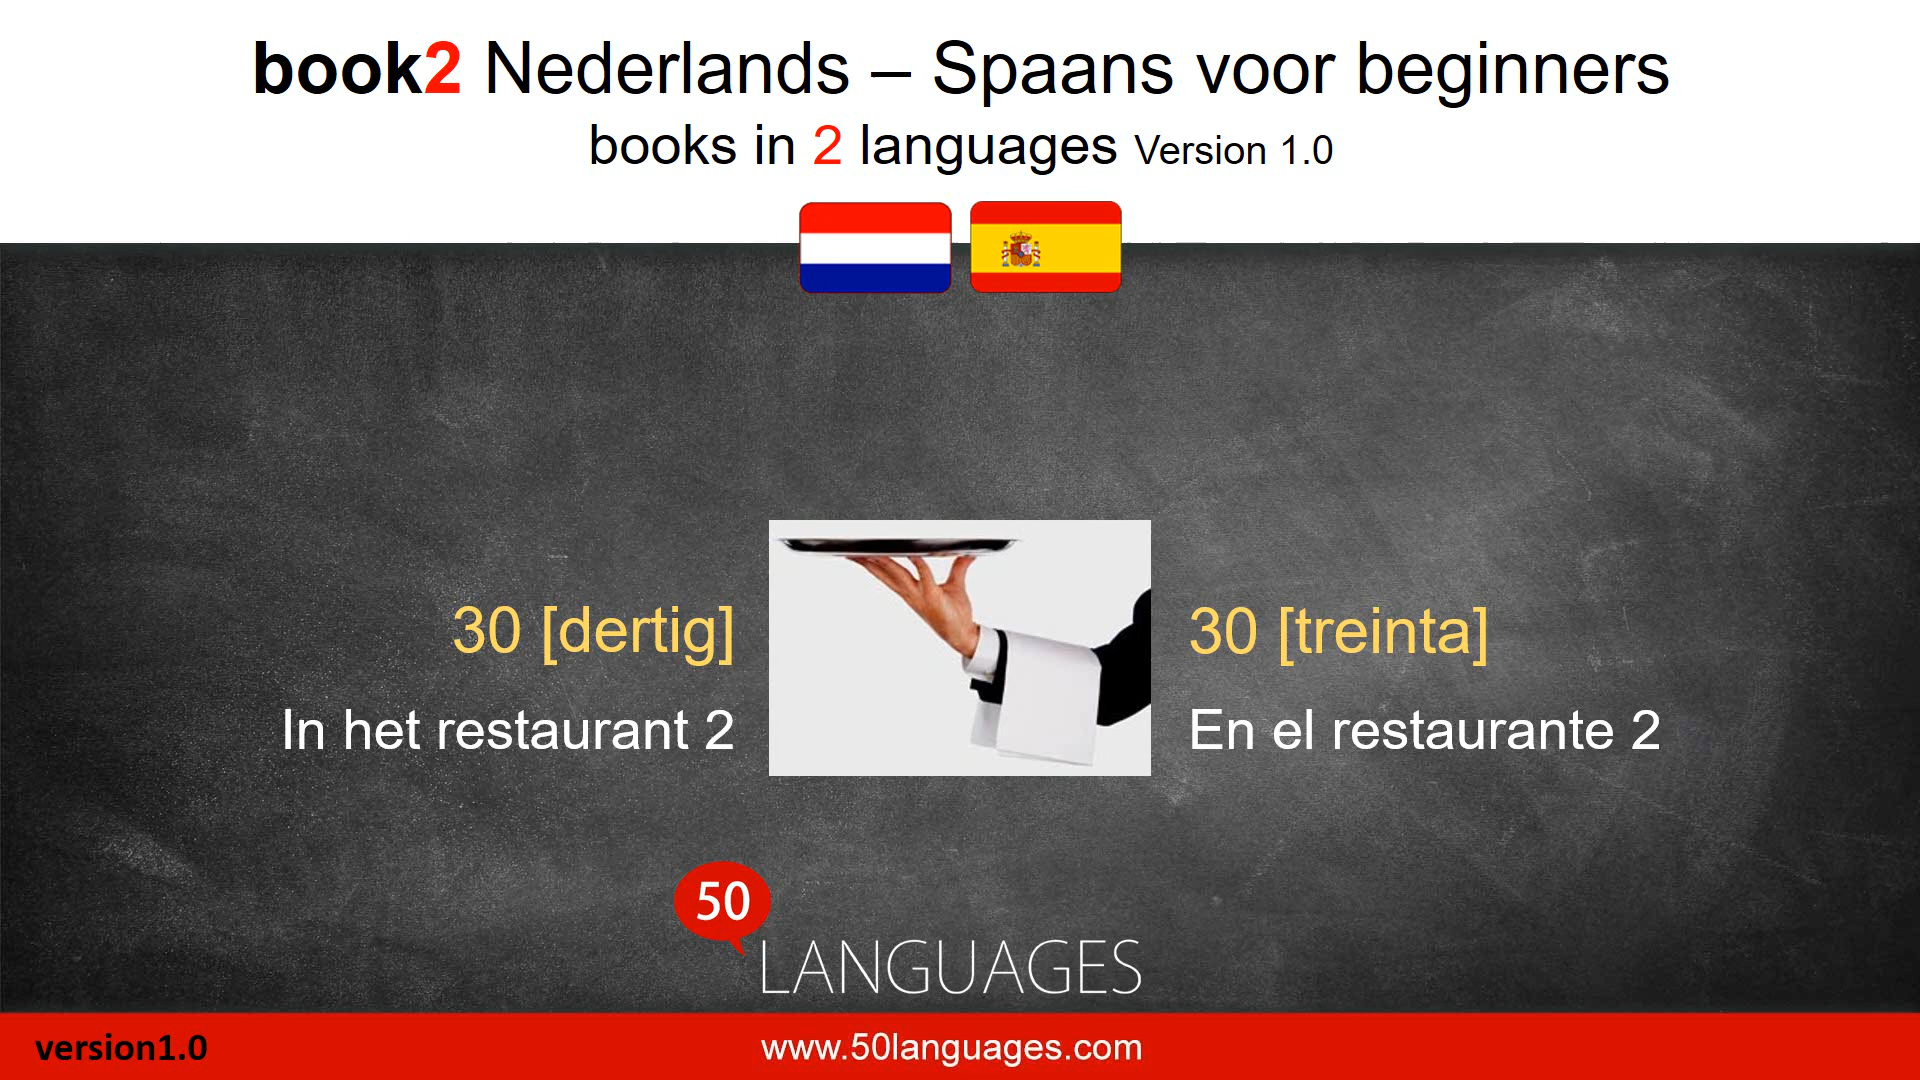 book2 Nederlands – Spaans voor beginners
books in 2 languages Version 1.0
30 [dertig]
In het restaurant 2
30 [treinta]
En el restaurante 2
50
LANGUAGES
version1.0
www.50languages.com